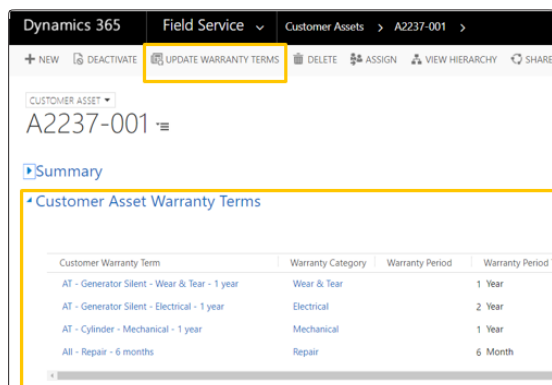 Dynamics 365 Field Service Customer Assets > A2237-001 >
+ NEW DEACTIVATE UPDATE WARRANTY TERMS DELETE ASSIGN VIEW HIERARCHY SHARE
CUSTOMER ASSET
A2237-001
Summary
Customer Asset Warranty Terms
Customer Warranty Term Warranty Category Warranty Period Warranty Period
AT - Generator Silent - Wear & Tear - 1 year Wear & Tear 1 Year
AT - Generator Silent - Electrical - 1 year Electrical 2 Year
AT - Cylinder - Mechanical - 1 year Mechanical 1 Year
All - Repair - 6 months Repair 6 Month